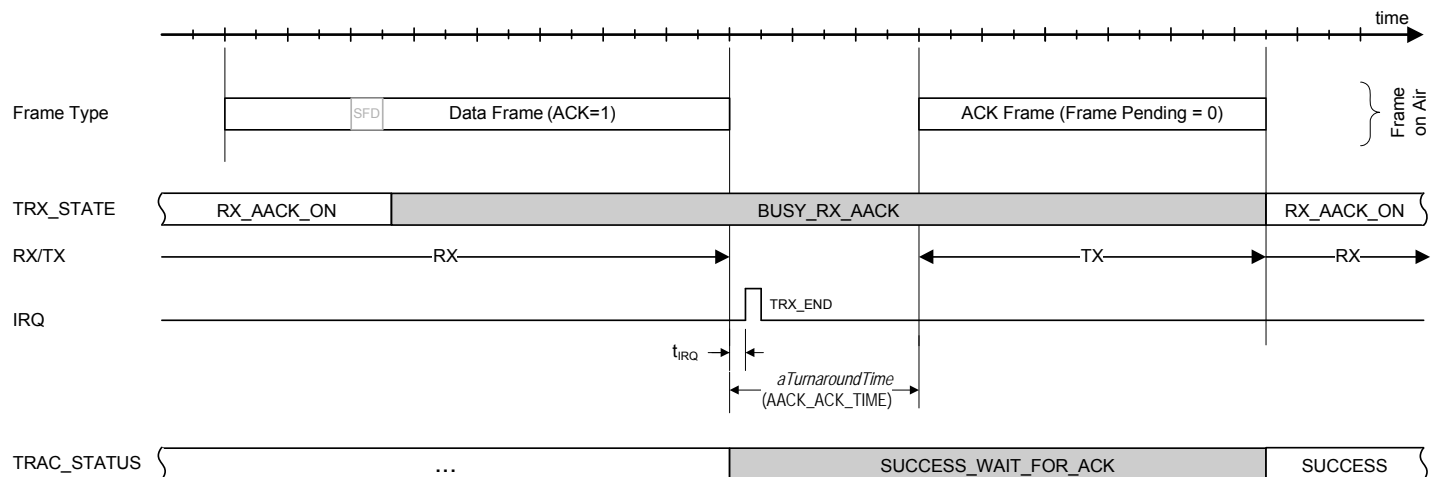 time
Frame Type
SFD
Data Frame (ACK=1)
ACK Frame (Frame Pending = 0)
Frame
on Air
TRX_STATE
RX_AACK_ON
BUSY_RX_AACK
RX_AACK_ON
RX/TX
RX
TX
RX
IRQ
TRX_END
tIRQ
aTurnaroundTime
(AACK_ACK_TIME)
TRAC_STATUS
...
SUCCESS_WAIT_FOR_ACK
SUCCESS